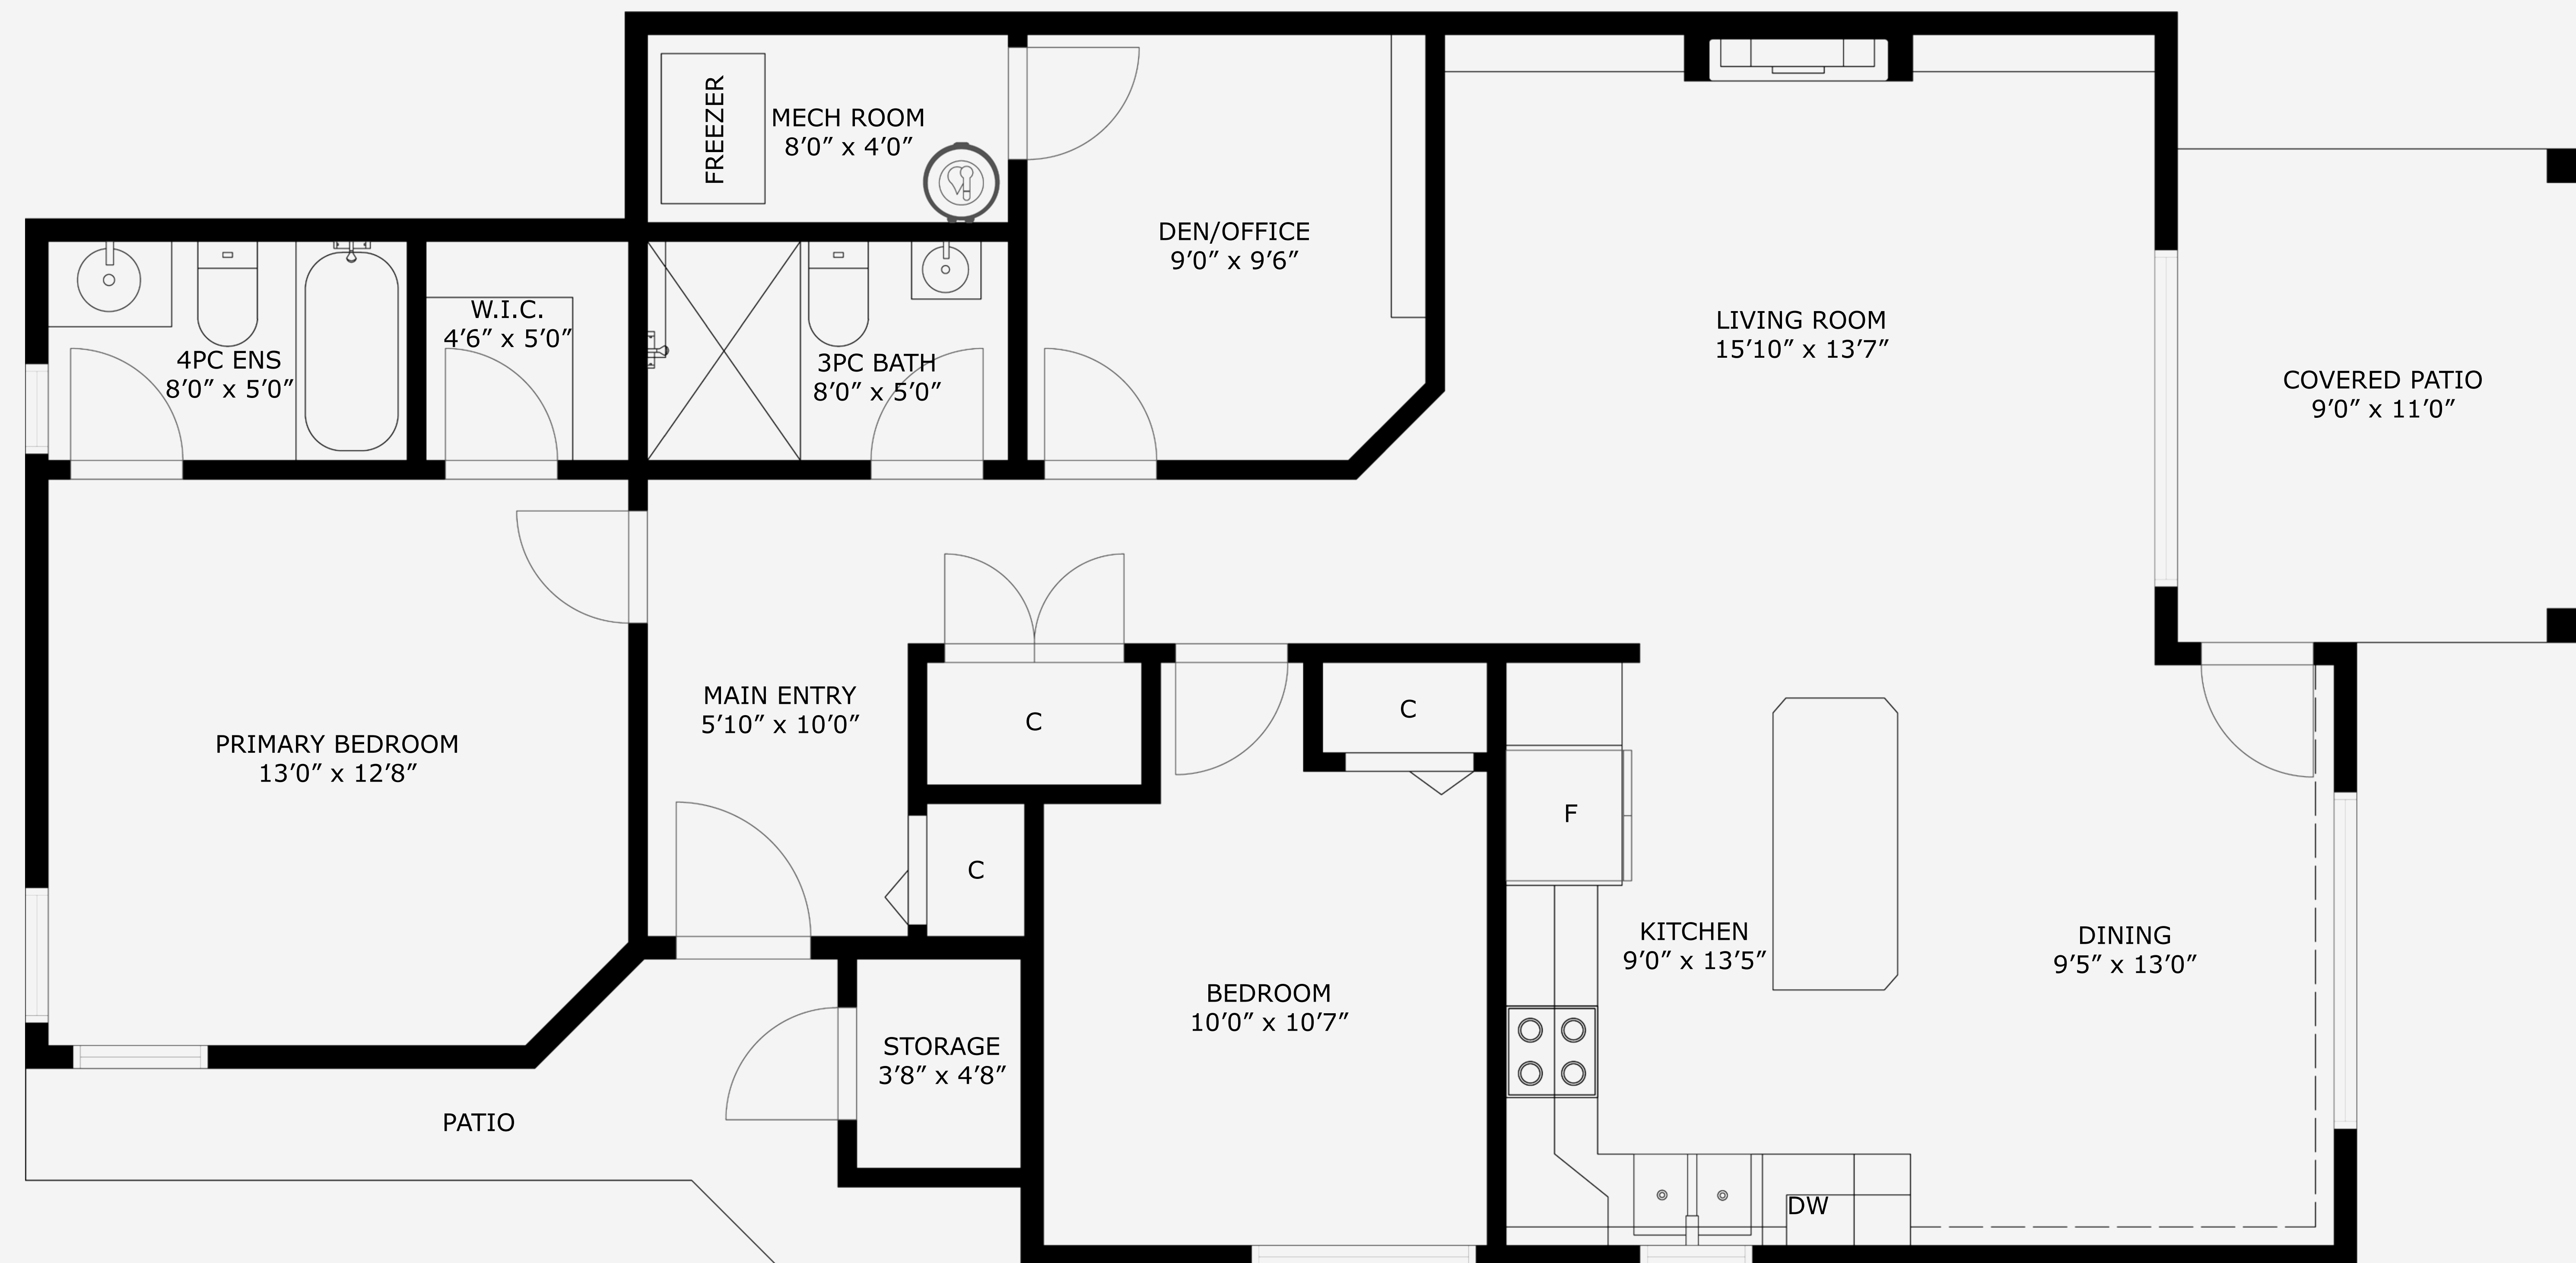 FREEZER
MECH ROOM
8’0” x 4’0”
DEN/OFFICE
9’0” x 9’6”
LIVING ROOM
15’10” x 13’7”
COVERED PATIO
9’0” x 11’0”
W.I.C.
4’6” x 5’0”
4PC ENS
8’0” x 5’0”
3PC BATH
8’0” x 5’0”
PRIMARY BEDROOM
13’0” x 12’8”
MAIN ENTRY
5’10” x 10’0”
C
C
C
F
KITCHEN
9’0” x 13’5”
DINING
9’5” x 13’0”
BEDROOM
10’0” x 10’7”
STORAGE
3’8” x 4’8”
PATIO
DW